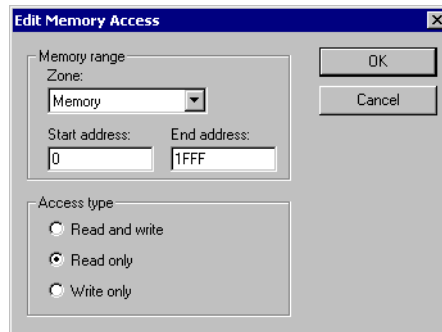 Edit Memory Access
Memory range
Zone:
Memory
Start address: End address:
0 1FFF
Access type
Read and write
Read only
Write only
OK
Cancel